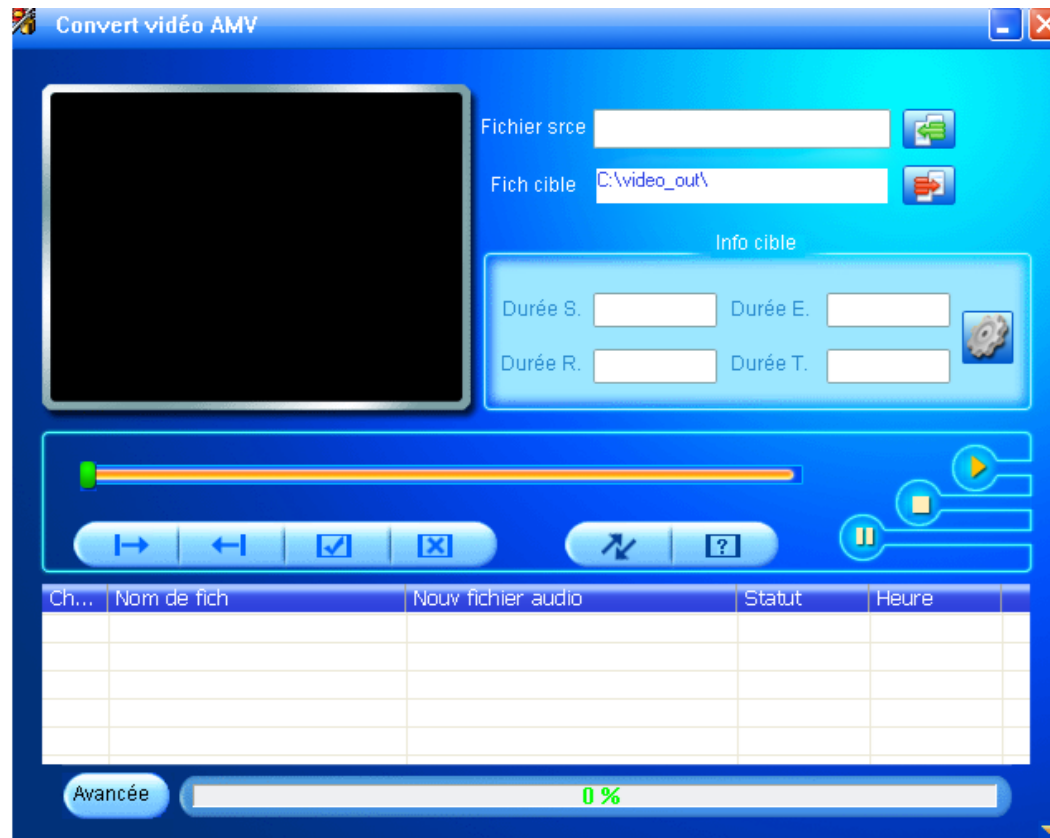 Convert vidéo AMV
Fichier srce
Fich cible C:\video_out\
Info cible
Durée S. Durée E.
Durée R. Durée T.
?
Ch... Nom de fich Nouv fichier audio Statut Heure
Avancée 0 %